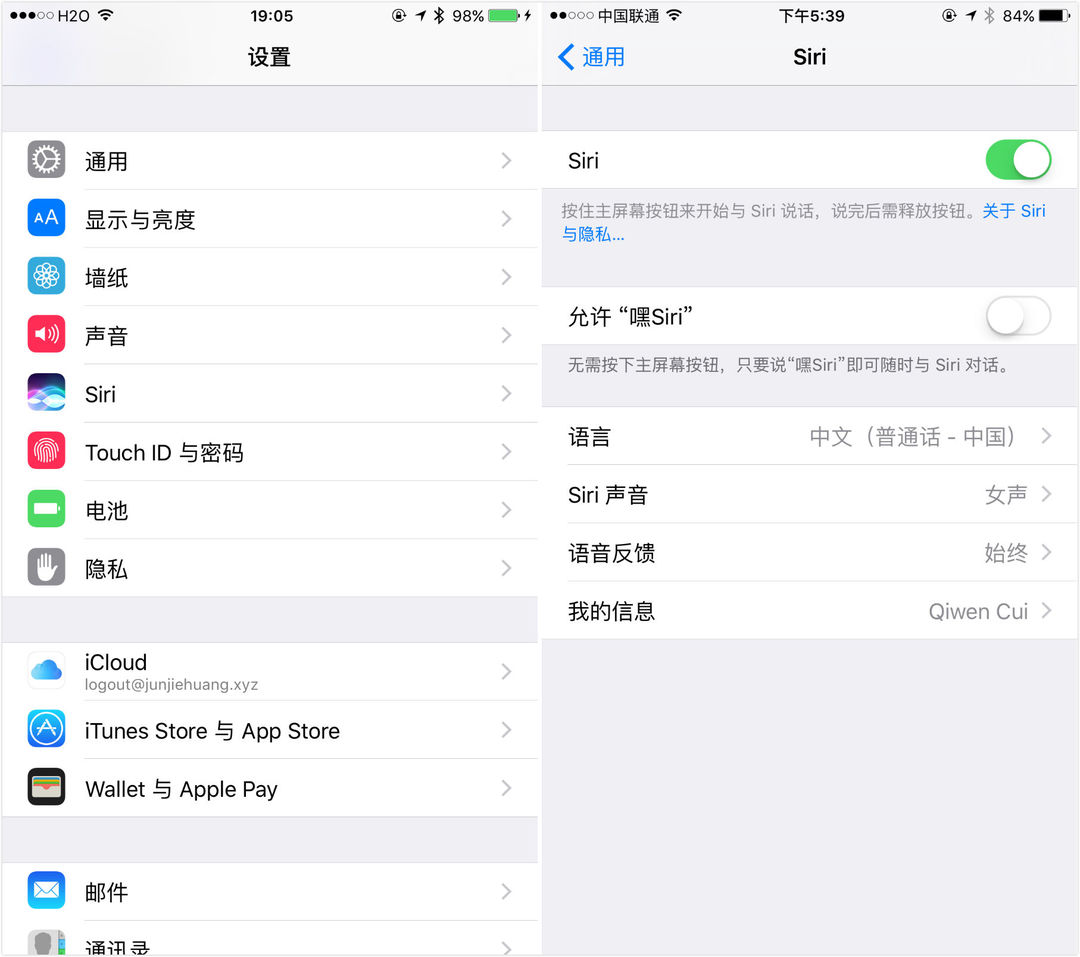 H2O 19:05 98%
设置
通用
显示与亮度
墙纸
声音
Siri
Touch ID 与密码
电池
隐私
iCloud
logout@junjiehuang.xyz
iTunes Store 与 App Store
Wallet 与 Apple Pay
邮件
通讯录
中国联通 下午5:39 84%
通用 Siri
Siri
按住主屏幕按钮来开始与 Siri 说话，说完后需释放按钮。关于 Siri
与隐私...
允许 “嘿Siri”
无需按下主屏幕按钮，只要说“嘿Siri”即可随时与 Siri 对话。
语言 中文（普通话 - 中国）
Siri 声音 女声
语音反馈 始终
我的信息 Qiwen Cui